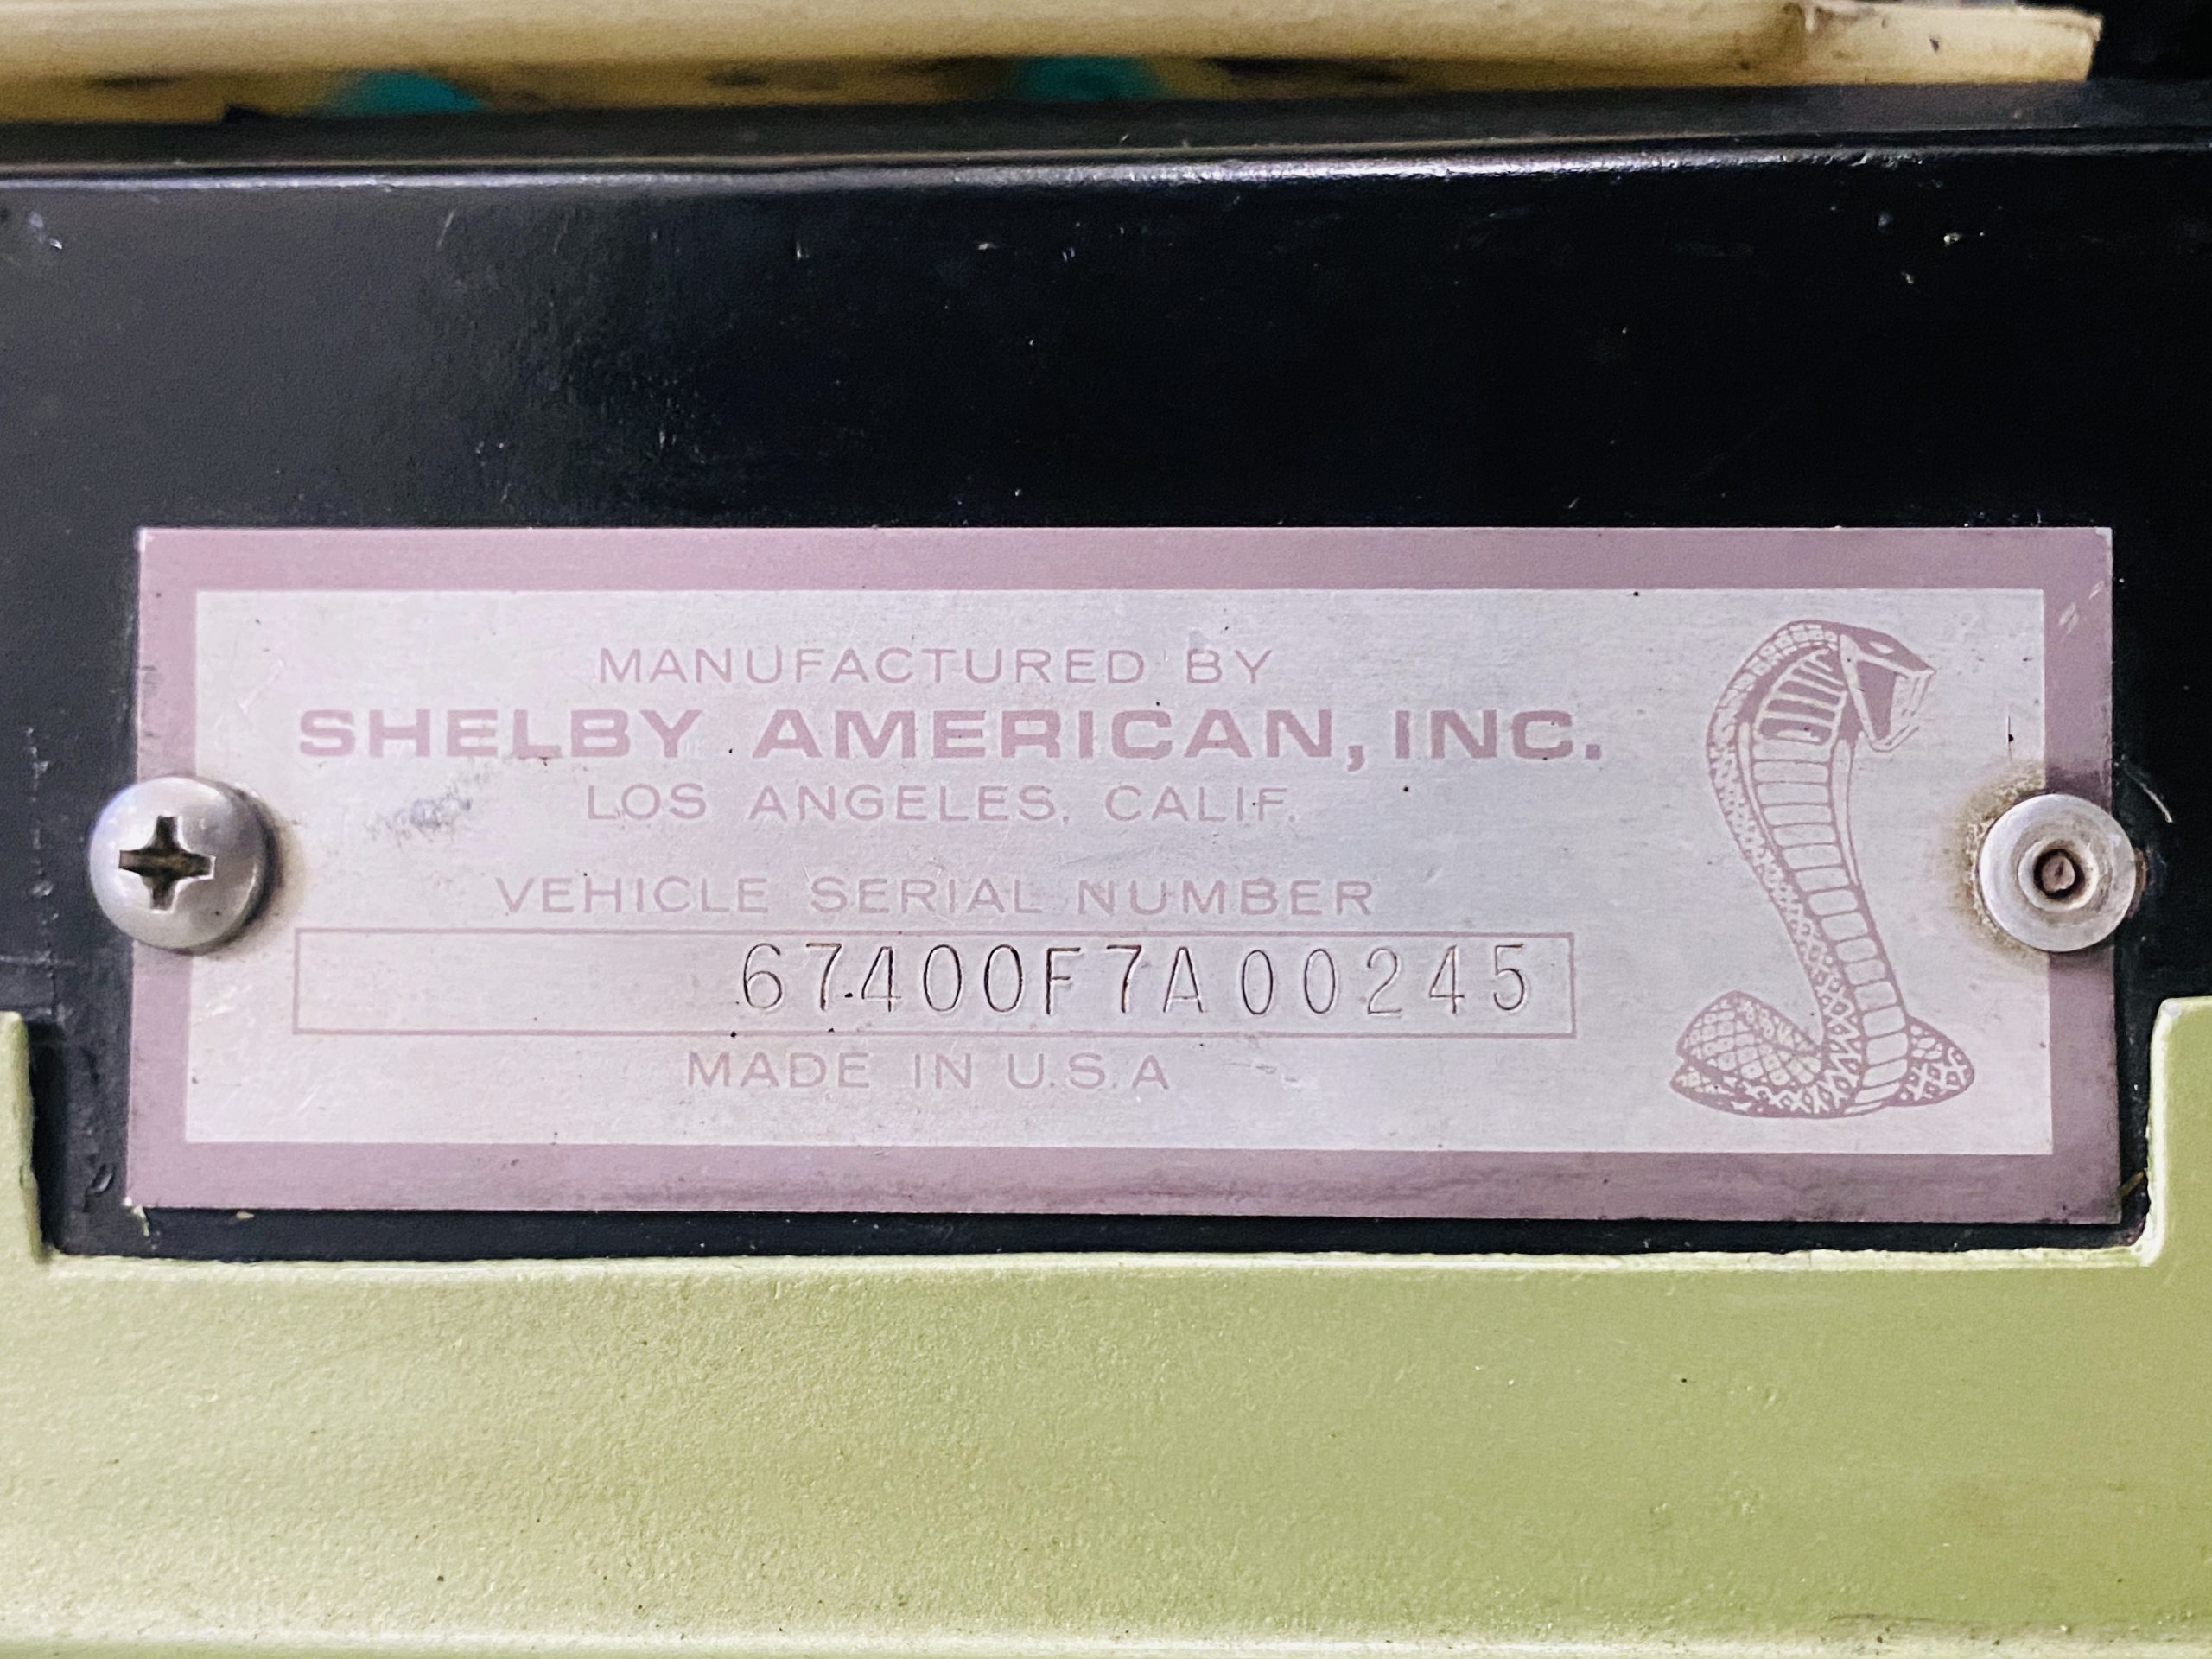 MANUFACTURED BY
SHELBY AMERICAN, INC.
LOS ANGELES, CALIF.
VEHICLE SERIAL NUMBER
67400F7A00245
MADE IN U.S.A